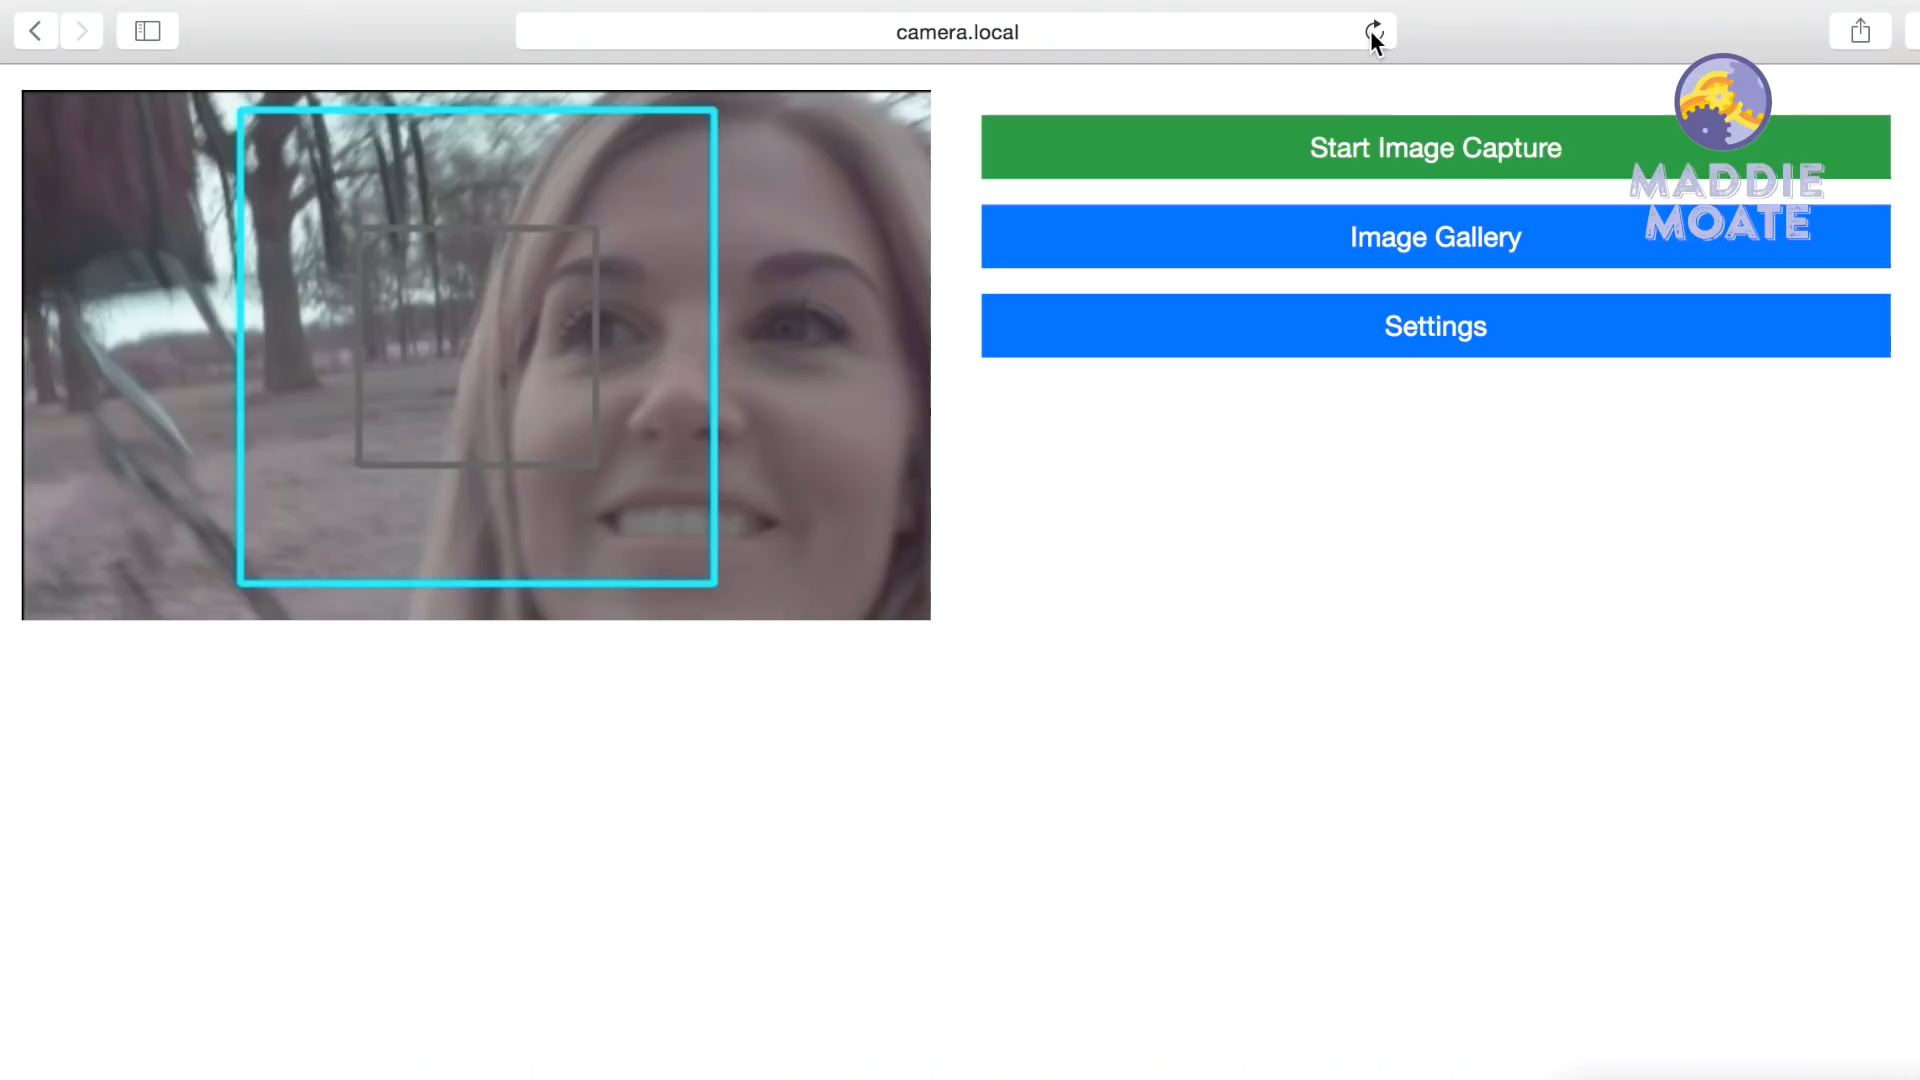 camera.local
Start Image Capture
Image Gallery
Settings
MADDIE
MOATE